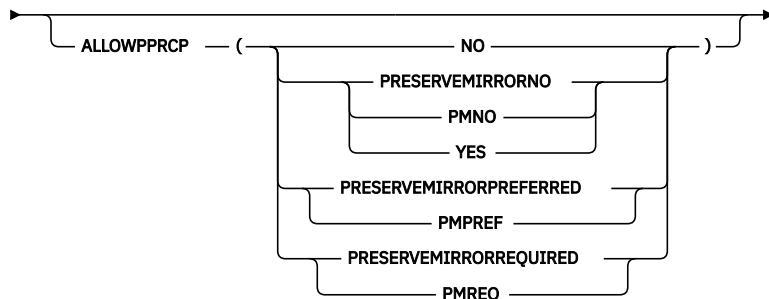 ALLOWPPRCP ( NO )
PRESERVEMIRRORNO
PMNO
YES
PRESERVEMIRRORPREFERRED
PMPREF
PRESERVEMIRRORREQUIRED
PMREQ